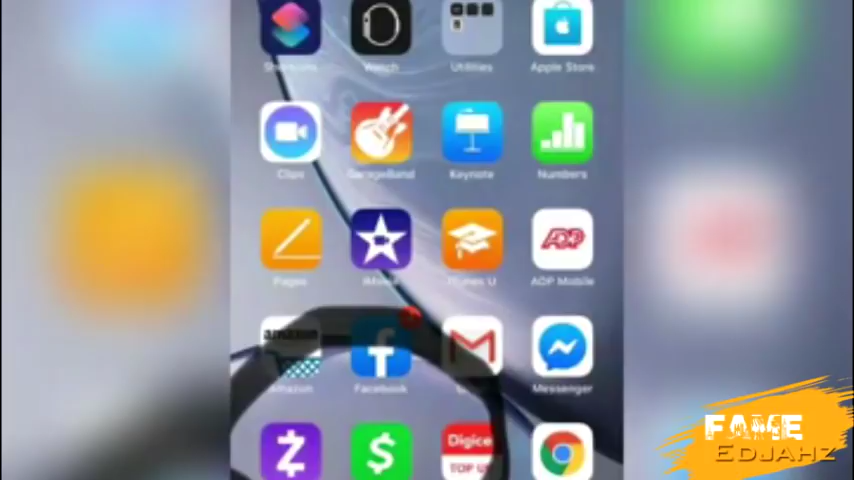 Shortcuts Watch Utilities Apple Store
Clips GarageBand Keynote Numbers
ADP
Pages iMovie iTunes U ADP Mobile
amazon
Amazon Facebook Messenger
Digicel
TOP UP
FAME
EDJAHZ